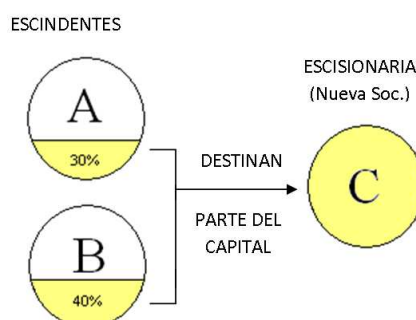 ESCINDENTES
A
30%
B
40%
DESTINAN
PARTE DEL
CAPITAL
ESCISIONARIA
(Nueva Soc.)
C